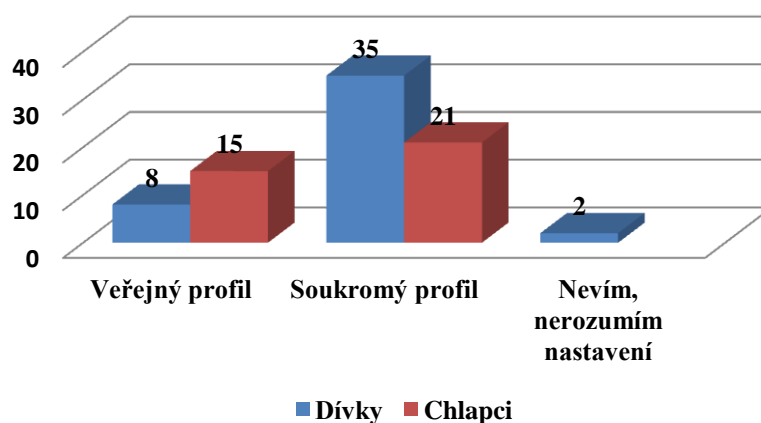 40
30
20
10
0
8
15
35
21
2
Veřejný profil
Soukromý profil
Nevím,
nerozumím
nastavení
Dívky
Chlapci